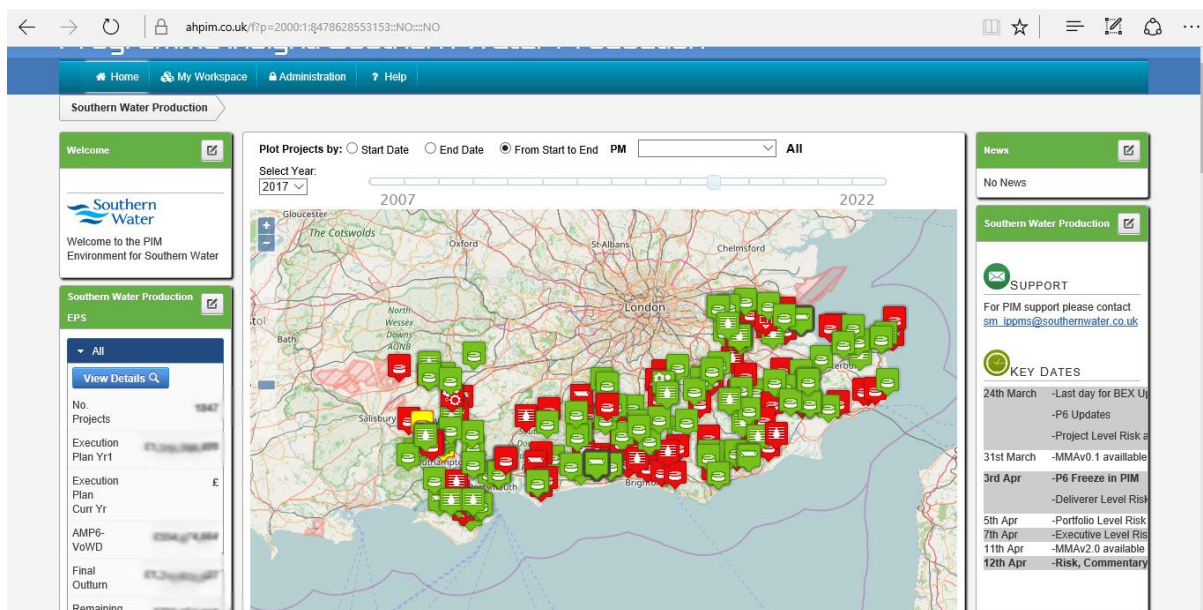 ahpim.co.uk/f?p=2000:1:8478628553153::NO::::NO
Programme Insight: Southern Water Production
Home My Workspace Administration ? Help
Southern Water Production
Welcome
Southern
Water
Welcome to the PIM
Environment for Southern Water
Southern Water Production
EPS
All
View Details
No.
Projects
Execution
Plan Yr1
Execution £
Plan
Curr Yr
AMP6-
VoWD
Final
Outturn
Remaining
Plot Projects by: Start Date End Date From Start to End PM All
Select Year:
2017
2007 2022
+
−
Gloucester
The Cotswolds
Oxford
St Albans
Chelmsford
London
North
Wessex
Downs
AONB
Bath
Salisbury
Brighton
News
No News
Southern Water Production
SUPPORT
For PIM support please contact
sm_ippms@southernwater.co.uk
KEY DATES
24th March -Last day for BEX Up
-P6 Updates
-Project Level Risk a
31st March -MMAv0.1 availlable
3rd Apr -P6 Freeze in PIM
-Deliverer Level Risk
5th Apr -Portfolio Level Risk
7th Apr -Executive Level Ris
11th Apr -MMAv2.0 available
12th Apr -Risk, Commentary